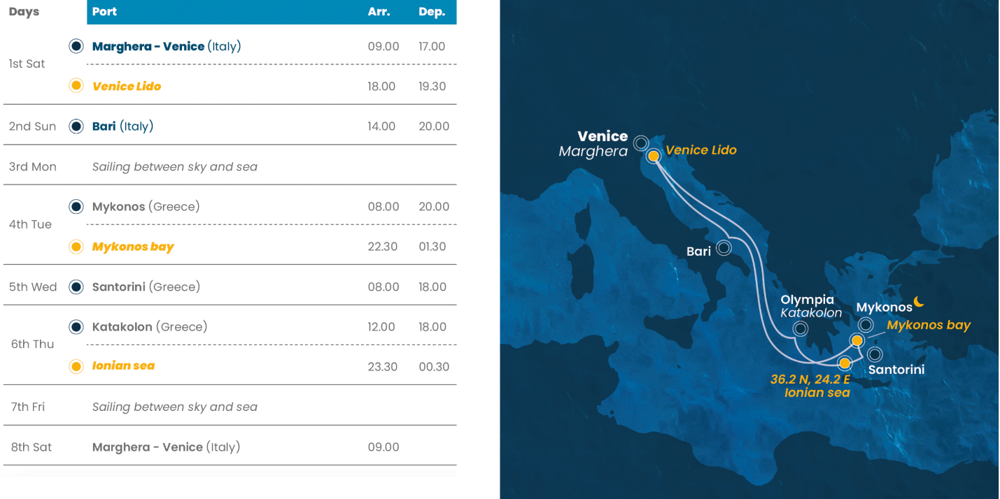 Days Port Arr. Dep.
1st Sat
Marghera - Venice (Italy) 09.00 17.00
Venice Lido 18.00 19.30
2nd Sun Bari (Italy) 14.00 20.00
3rd Mon Sailing between sky and sea
4th Tue
Mykonos (Greece) 08.00 20.00
Mykonos bay 22.30 01.30
5th Wed Santorini (Greece) 08.00 18.00
6th Thu
Katakolon (Greece) 12.00 18.00
Ionian sea 23.30 00.30
7th Fri Sailing between sky and sea
8th Sat Marghera - Venice (Italy) 09.00
Venice
Marghera
Venice Lido
Bari
Olympia
Katakolon
Mykonos
Mykonos bay
Santorini
36.2 N, 24.2 E
Ionian sea